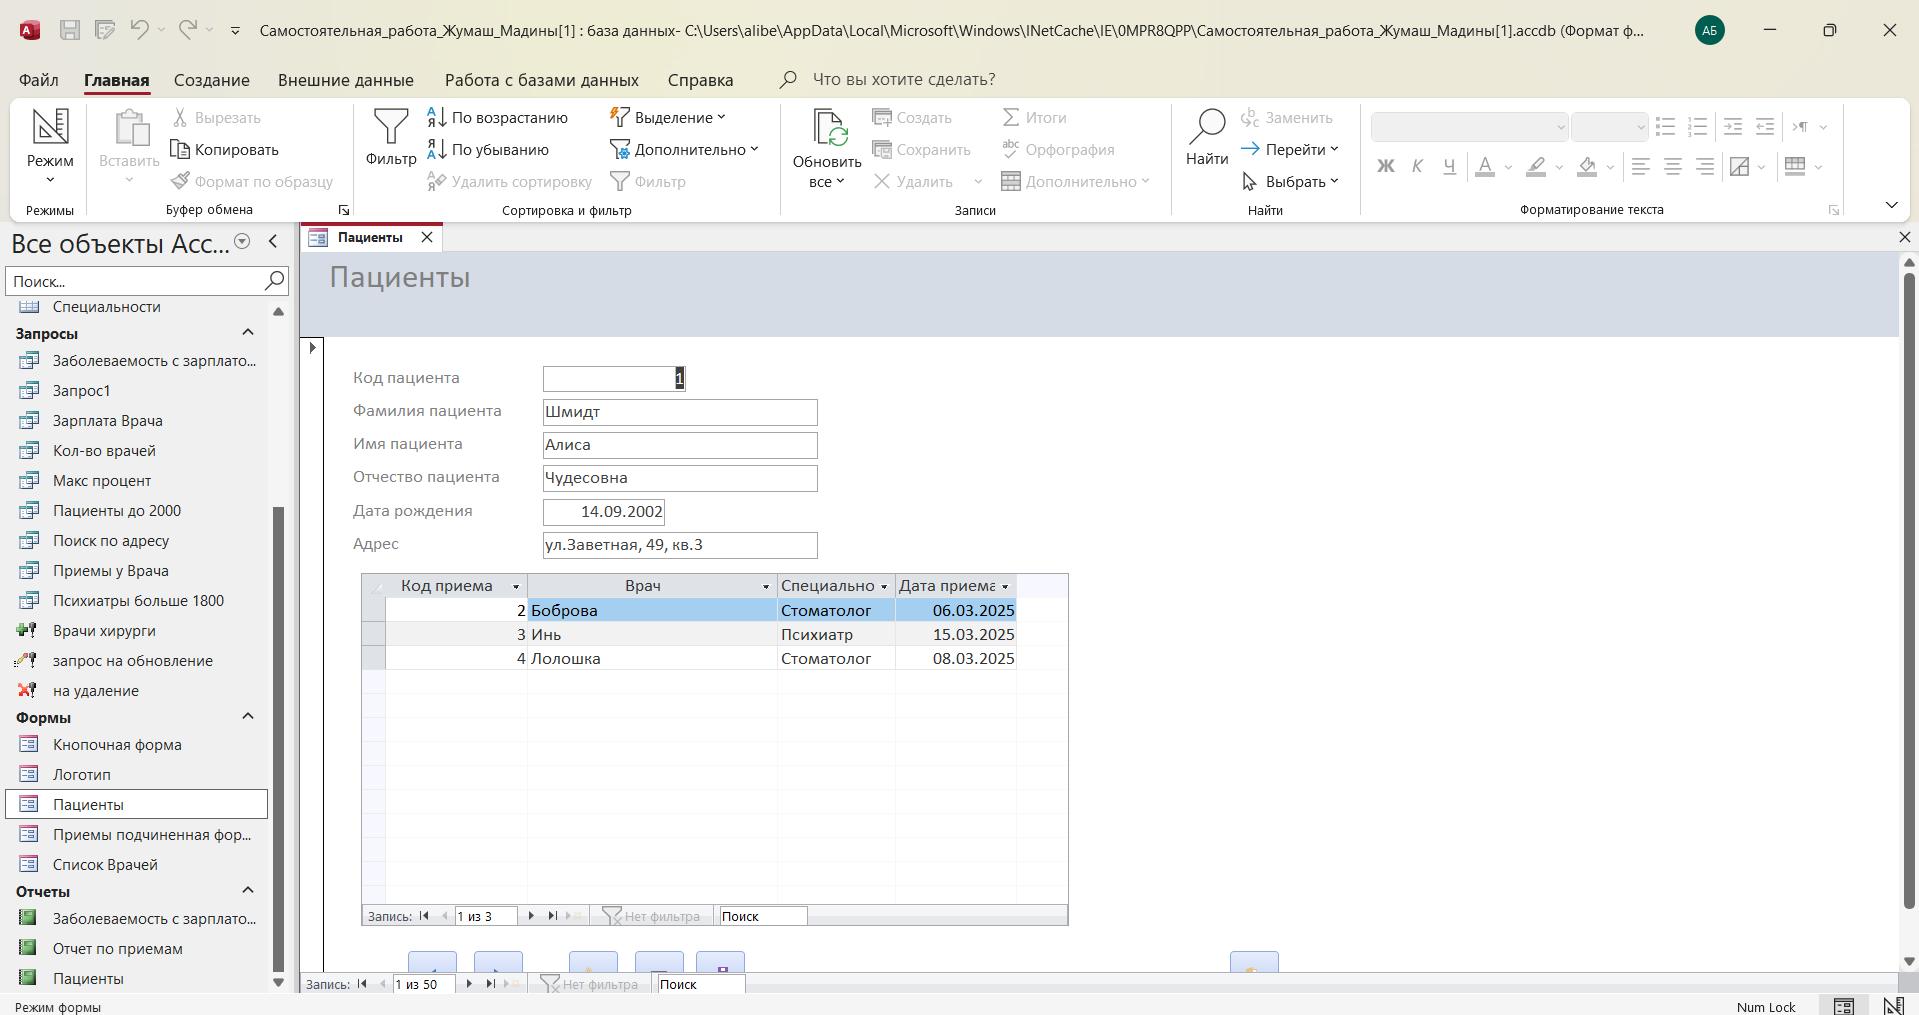 Самостоятельная_работа_Жумаш_Мадины[1] : база данных- C:\Users\alibe\AppData\Local\Microsoft\Windows\INetCache\IE\0MPR8QPP\Самостоятельная_работа_Жумаш_Мадины[1].accdb (Формат ф...
АБ
Файл Главная Создание Внешние данные Работа с базами данных Справка Что вы хотите сделать?
Режим
Режимы
Вставить
Вырезать
Копировать
Формат по образцу
Буфер обмена
Фильтр
По возрастанию
По убыванию
Удалить сортировку
Выделение
Дополнительно
Фильтр
Сортировка и фильтр
Обновить
все
Создать
Сохранить
Удалить
Итоги
Орфография
Дополнительно
Записи
Найти
Заменить
Перейти
Выбрать
Найти
Ж К Ч А
Форматирование текста
Все объекты Acc...
Поиск...
Специальности
Запросы
Заболеваемость с зарплато...
Запрос1
Зарплата Врача
Кол-во врачей
Макс процент
Пациенты до 2000
Поиск по адресу
Приемы у Врача
Психиатры больше 1800
Врачи хирурги
запрос на обновление
на удаление
Формы
Кнопочная форма
Логотип
Пациенты
Приемы подчиненная фор...
Список Врачей
Отчеты
Заболеваемость с зарплато...
Отчет по приемам
Пациенты
Пациенты
Пациенты
Код пациента 1
Фамилия пациента Шмидт
Имя пациента Алиса
Отчество пациента Чудесовна
Дата рождения 14.09.2002
Адрес ул.Заветная, 49, кв.3
Код приема Врач Специально Дата приема
2 Боброва Стоматолог 06.03.2025
3 Инь Психиатр 15.03.2025
4 Лолошка Стоматолог 08.03.2025
Запись: 1 из 3 Нет фильтра Поиск
Запись: 1 из 50 Нет фильтра Поиск
Режим формы Num Lock